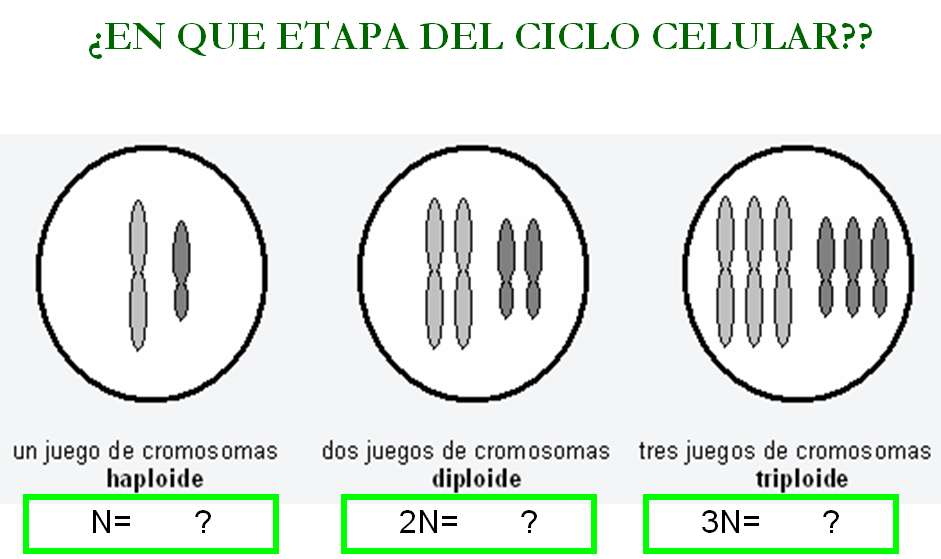 ¿EN QUE ETAPA DEL CICLO CELULAR??
un juego de cromosomas
haploide
dos juegos de cromosomas
diploide
tres juegos de cromosomas
triploide
N= ?
2N= ?
3N= ?